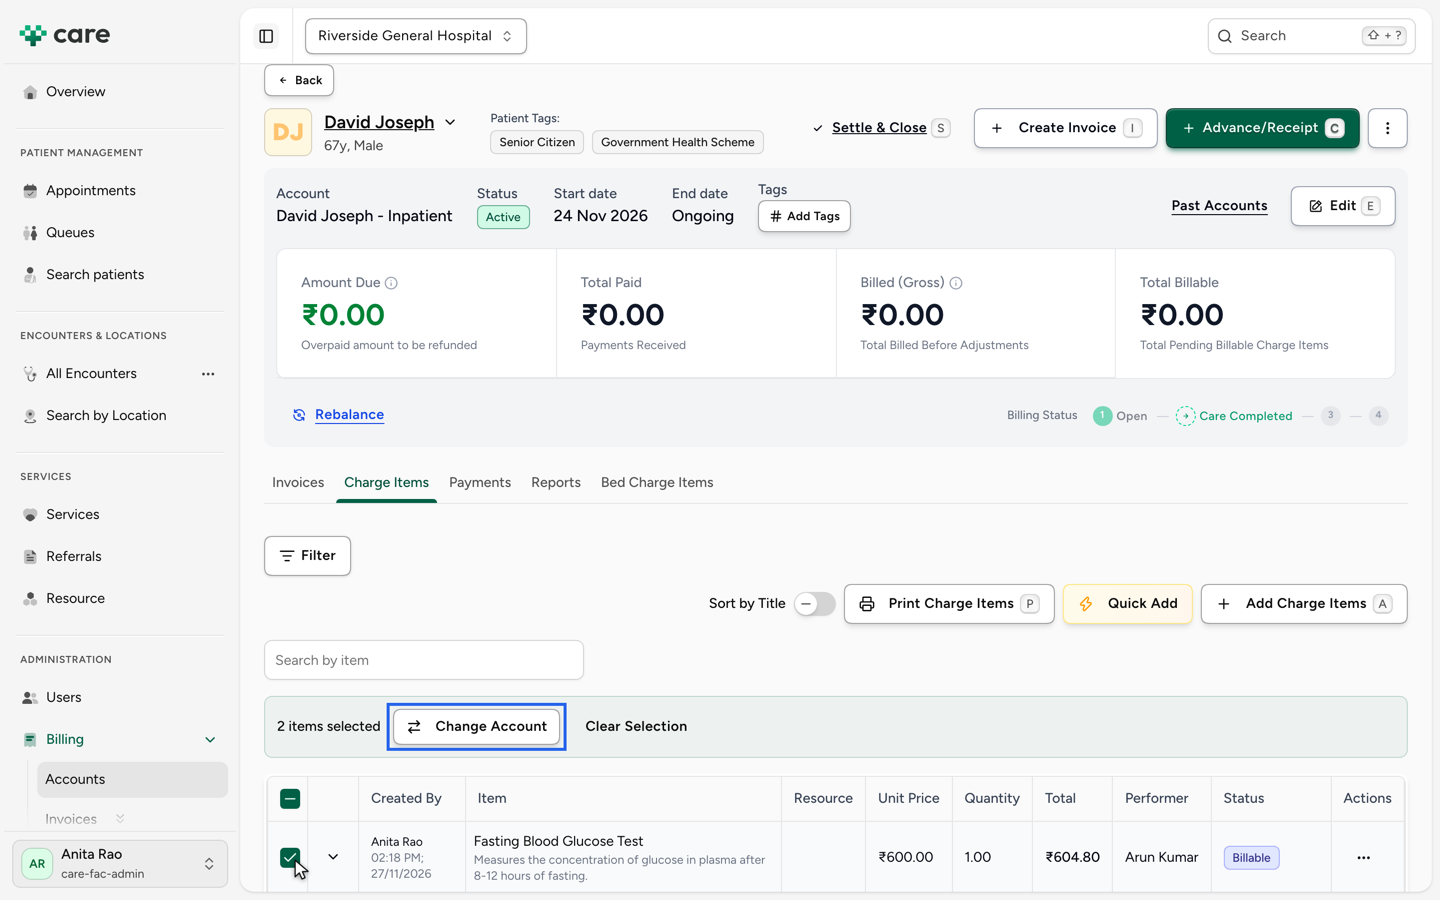 care
Riverside General Hospital
Search
+ ?
Overview
Back
PATIENT MANAGEMENT
Appointments
Queues
Search patients
ENCOUNTERS & LOCATIONS
All Encounters
Search by Location
SERVICES
Services
Referrals
Resource
ADMINISTRATION
Users
Billing
Accounts
Invoices
AR
Anita Rao
care-fac-admin
DJ
David Joseph
67y, Male
Patient Tags:
Senior Citizen
Government Health Scheme
Settle & Close S
+ Create Invoice I
+ Advance/Receipt C
Account
David Joseph - Inpatient
Status
Active
Start date
24 Nov 2026
End date
Ongoing
Tags
# Add Tags
Past Accounts
Edit E
Amount Due
₹0.00
Overpaid amount to be refunded
Total Paid
₹0.00
Payments Received
Billed (Gross)
₹0.00
Total Billed Before Adjustments
Total Billable
₹0.00
Total Pending Billable Charge Items
Rebalance
Billing Status
1 Open
Care Completed
3
4
Invoices
Charge Items
Payments
Reports
Bed Charge Items
Filter
Sort by Title
Print Charge Items P
Quick Add
+ Add Charge Items A
Search by item
2 items selected
Change Account
Clear Selection
Created By
Item
Resource
Unit Price
Quantity
Total
Performer
Status
Actions
Anita Rao
02:18 PM;
27/11/2026
Fasting Blood Glucose Test
Measures the concentration of glucose in plasma after
8-12 hours of fasting.
₹600.00
1.00
₹604.80
Arun Kumar
Billable